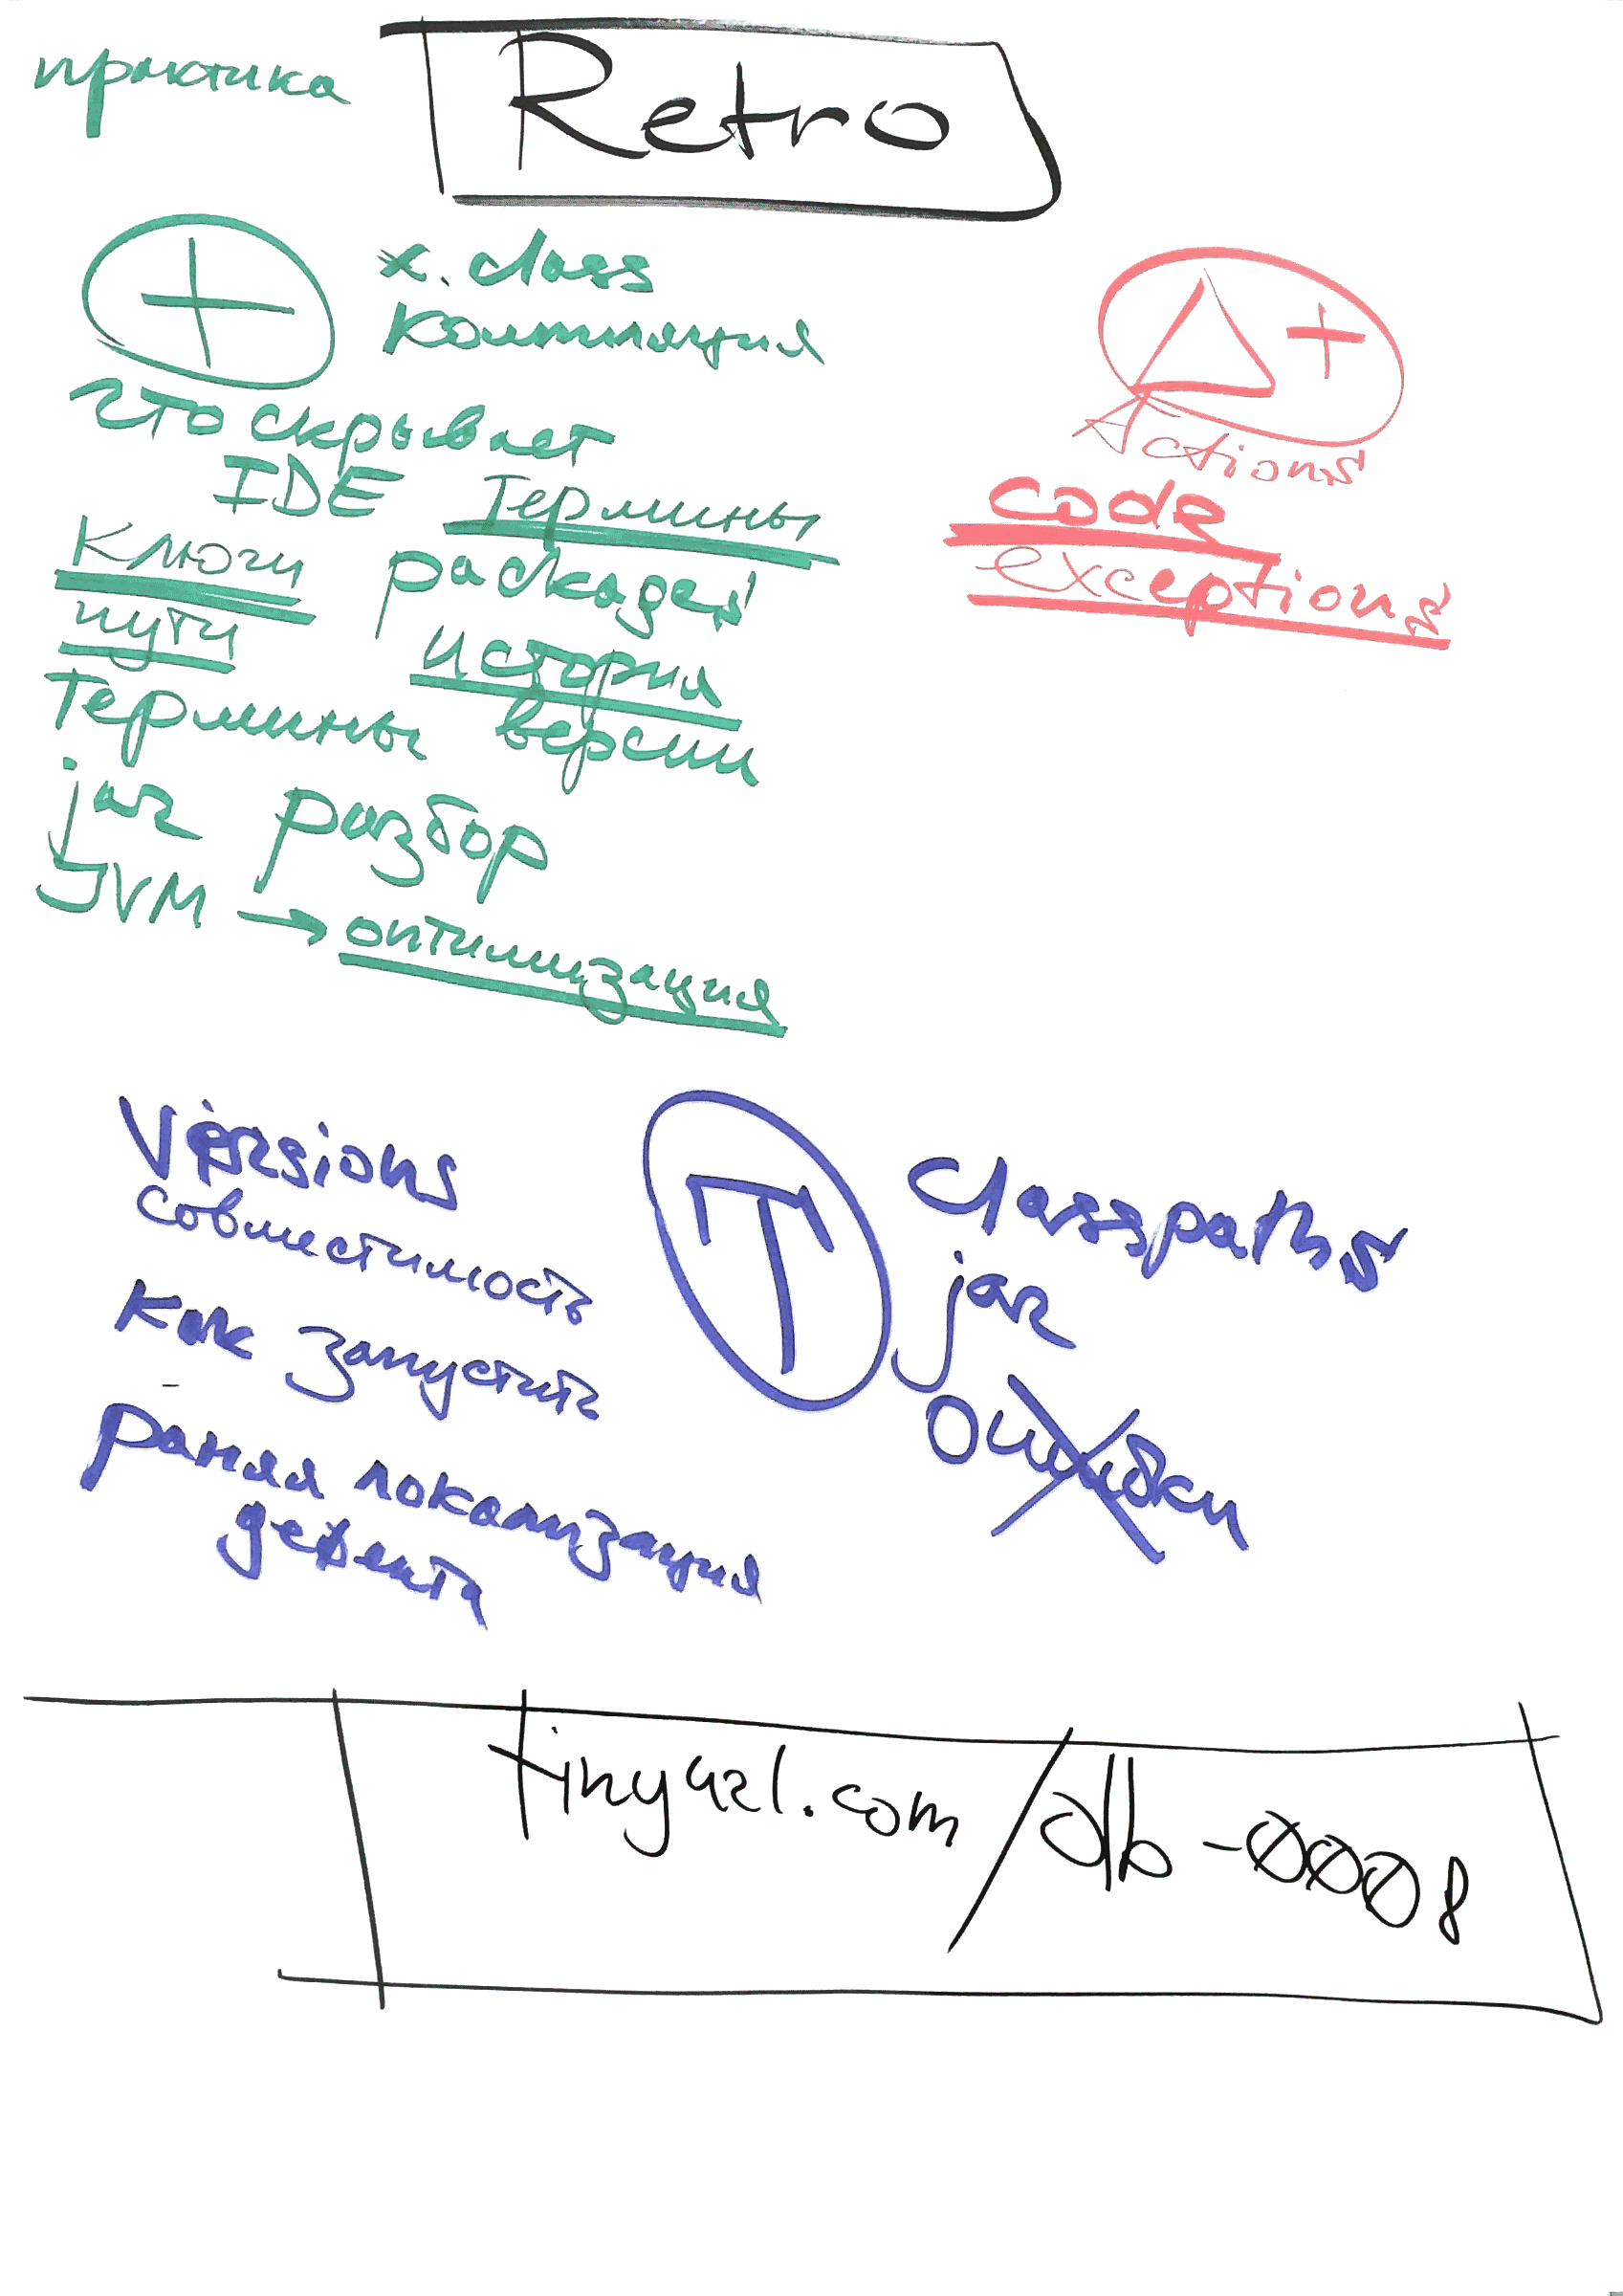 практика
Retro
+
x.class
компиляция
что скрывает
IDE
Термины
Ключи
packages
пути
история
Термины
версии
jar разбор
JVM → оптимизация
Δ+
Actions
code
exceptions
Versions
совместимость
как запустить
ранняя локализация
дефекта
T
Classpaths
jar
Ошибки
tinyurl.com/db-0008